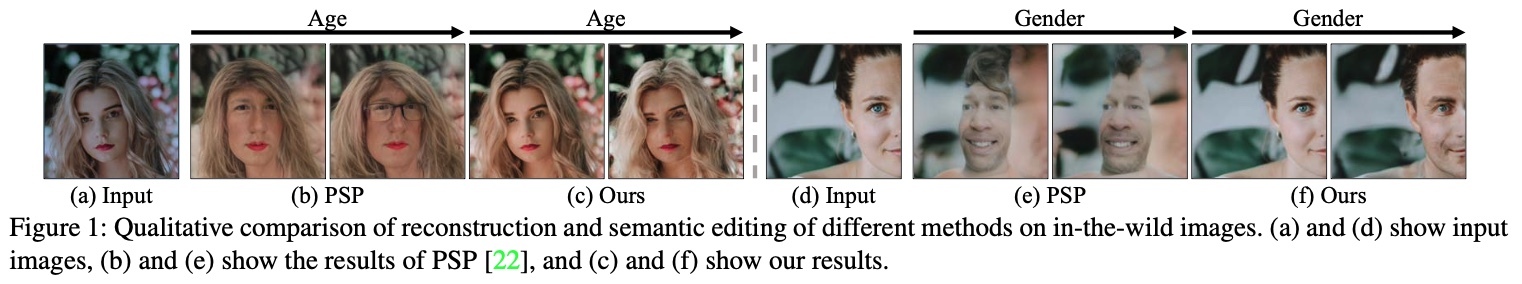 Age Age Gender Gender
(a) Input (b) PSP (c) Ours (d) Input (e) PSP (f) Ours
Figure 1: Qualitative comparison of reconstruction and semantic editing of different methods on in-the-wild images. (a) and (d) show input
images, (b) and (e) show the results of PSP [22], and (c) and (f) show our results.